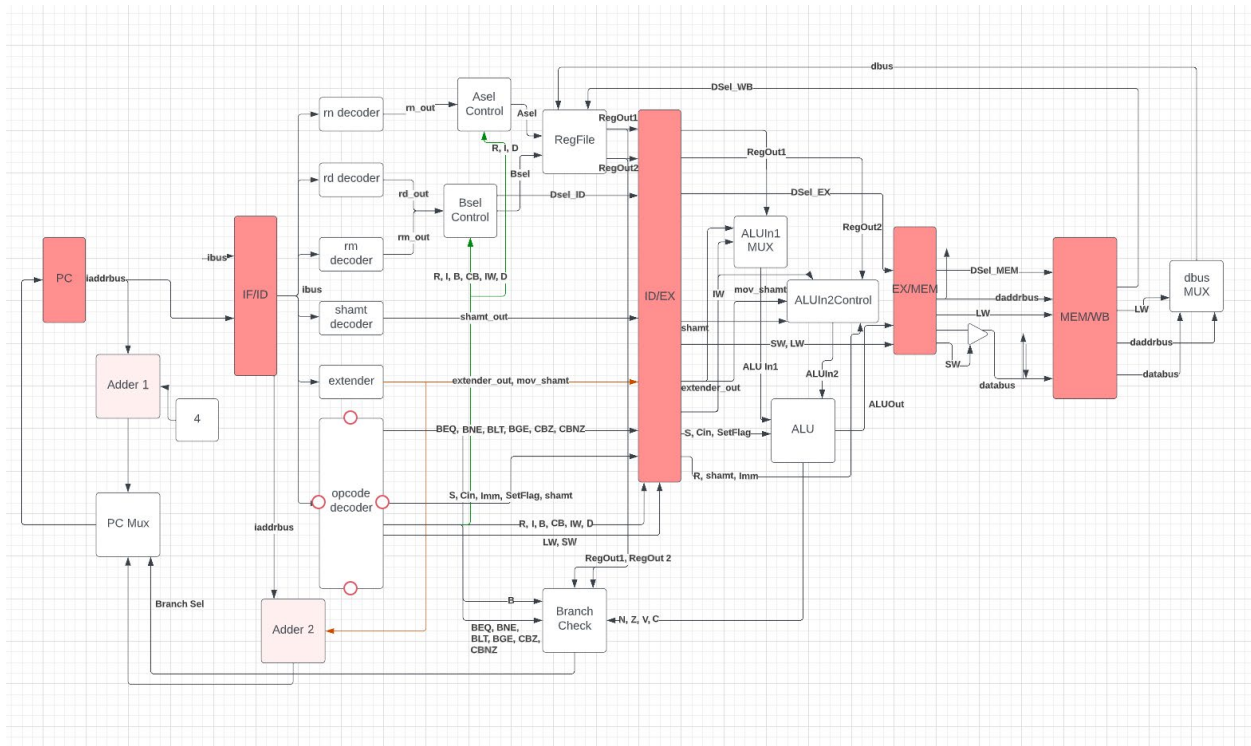 dbus
DSel_WB
rn decoder
rn_out
Asel
Control
Asel
RegFile
RegOut1
RegOut2
R, I, D
Bsel
rd decoder
rd_out
Bsel
Control
Dsel_ID
rm_out
rm
decoder
RegOut1
DSel_EX
RegOut2
ALUIn1
MUX
ibus
PC
iaddrbus
IF/ID
ibus
R, I, B, CB, IW, D
ID/EX
IW
mov_shamt
ALUIn2Control
EX/MEM
DSel_MEM
daddrbus
LW
MEM/WB
LW
dbus
MUX
shamt
decoder
shamt_out
shamt
SW, LW
SW
databus
daddrbus
databus
Adder 1
4
extender
extender_out, mov_shamt
extender_out
ALU In1
ALUIn2
ALUOut
BEQ, BNE, BLT, BGE, CBZ, CBNZ
S, Cin, SetFlag
ALU
opcode
decoder
S, Cin, Imm, SetFlag, shamt
R, shamt, Imm
PC Mux
iaddrbus
R, I, B, CB, IW, D
LW, SW
RegOut1, RegOut 2
Branch Sel
Adder 2
B
BEQ, BNE,
BLT, BGE, CBZ,
CBNZ
Branch
Check
N, Z, V, C